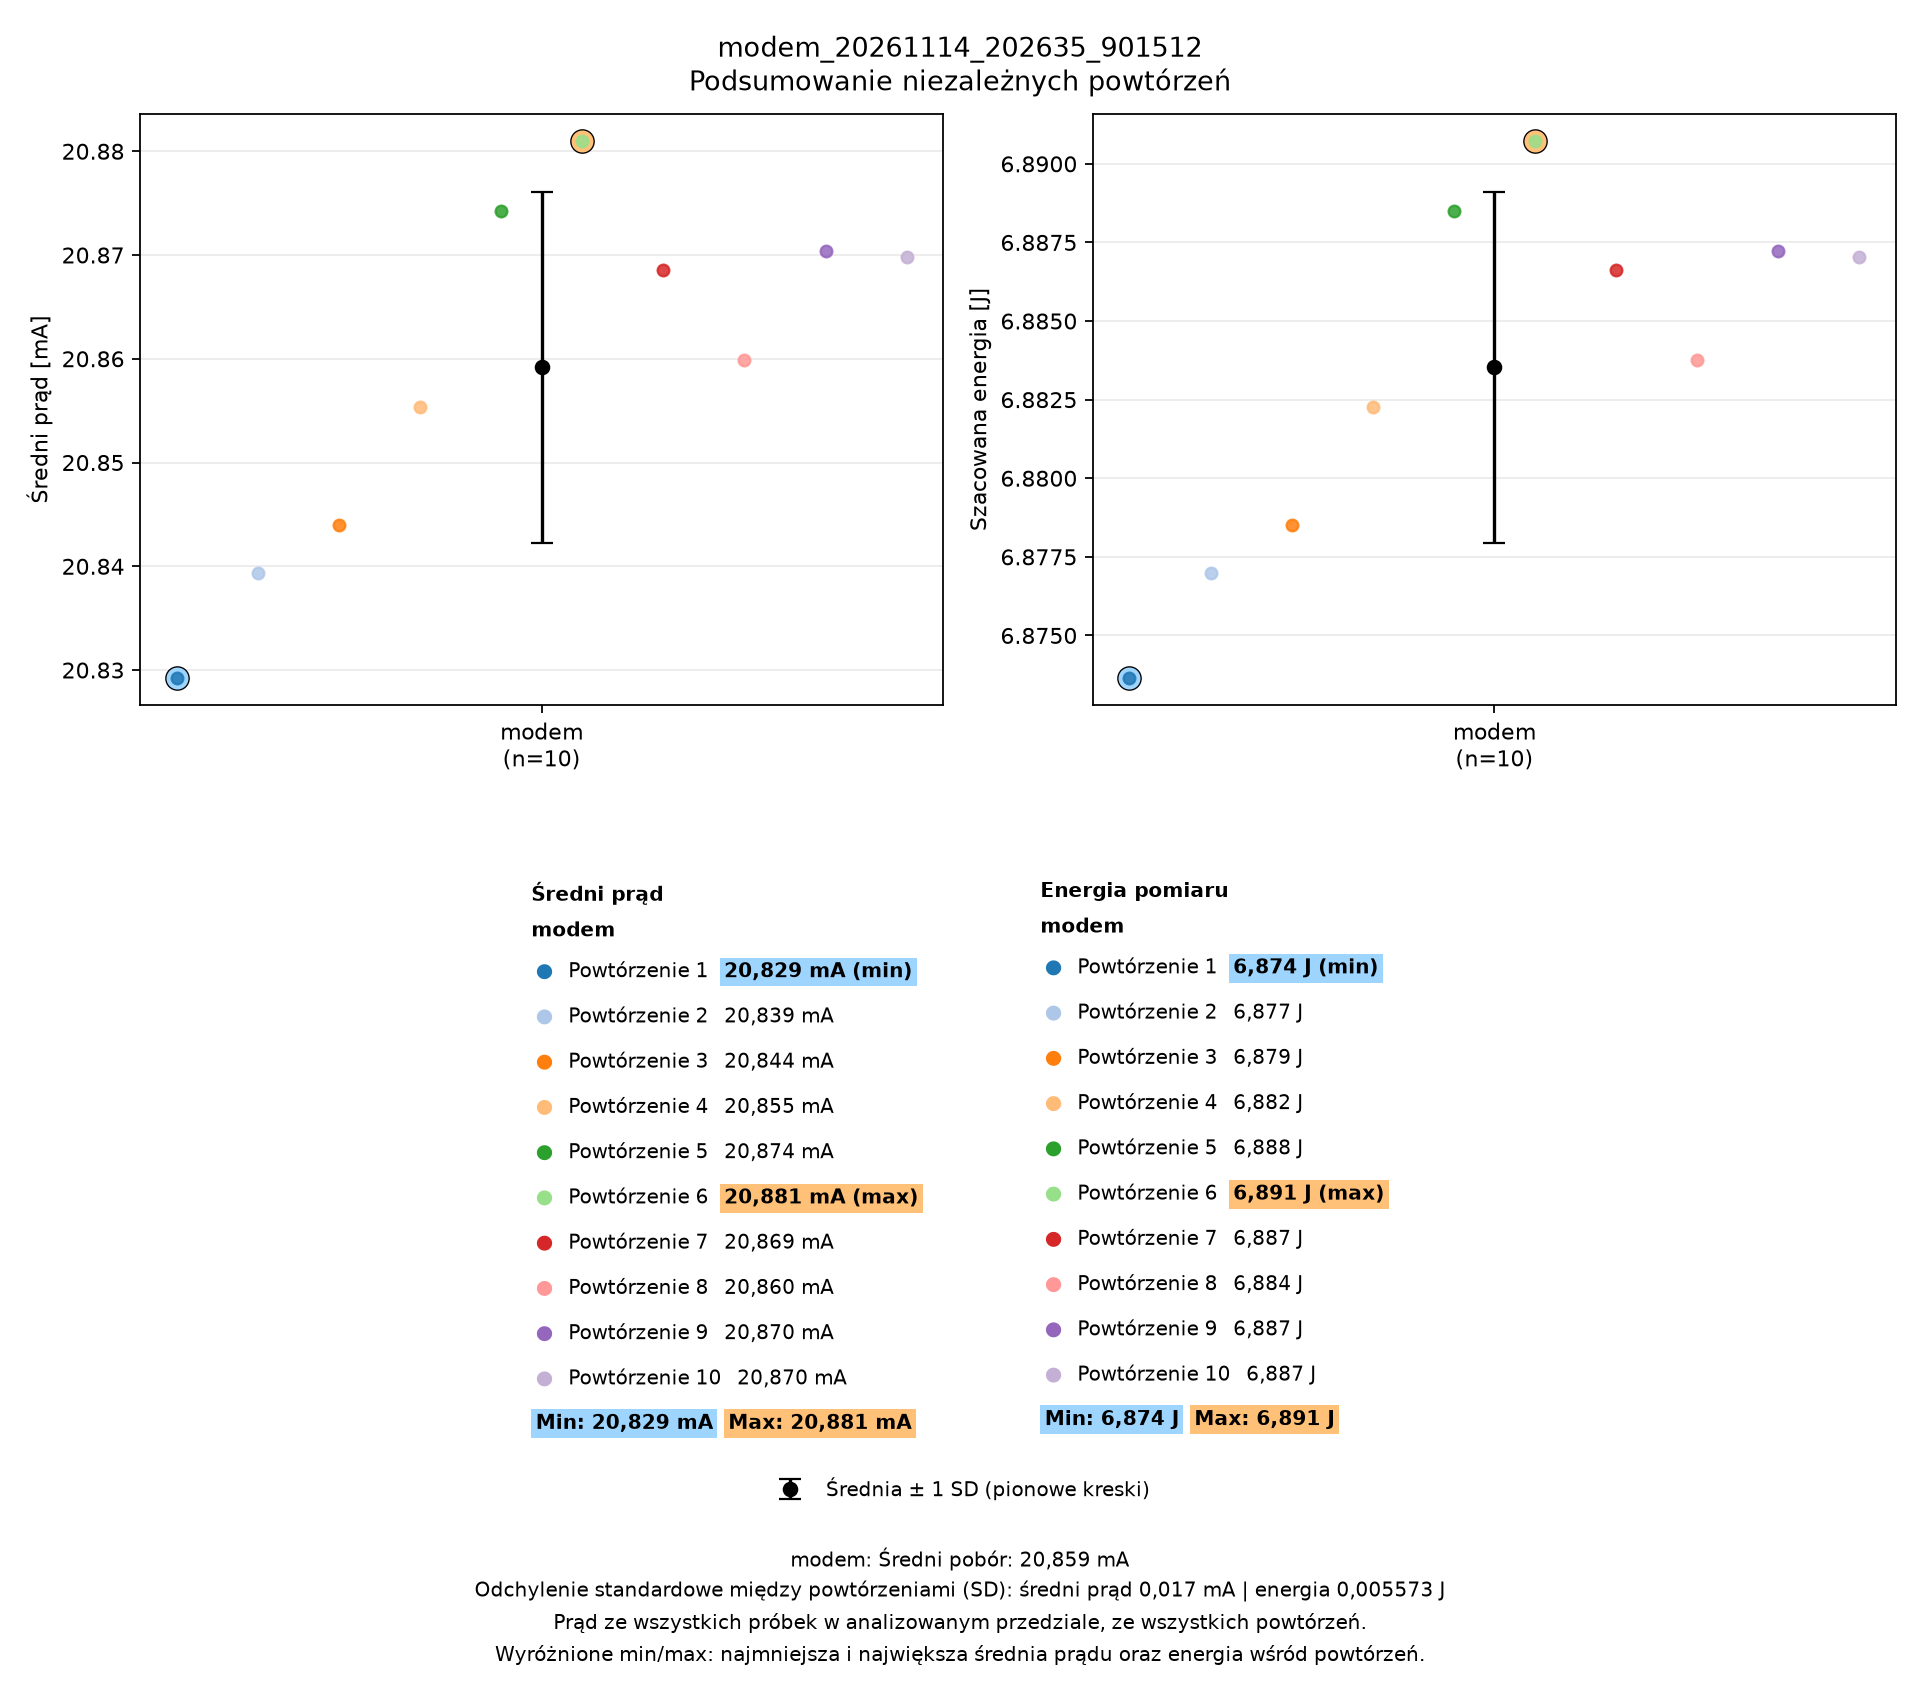 modem_20261114_202635_901512
Podsumowanie niezależnych powtórzeń
Średni prąd [mA]
20.88
20.87
20.86
20.85
20.84
20.83
modem
(n=10)
Szacowana energia [J]
6.8900
6.8875
6.8850
6.8825
6.8800
6.8775
6.8750
modem
(n=10)
Średni prąd
modem
Powtórzenie 1 20,829 mA (min)
Powtórzenie 2 20,839 mA
Powtórzenie 3 20,844 mA
Powtórzenie 4 20,855 mA
Powtórzenie 5 20,874 mA
Powtórzenie 6 20,881 mA (max)
Powtórzenie 7 20,869 mA
Powtórzenie 8 20,860 mA
Powtórzenie 9 20,870 mA
Powtórzenie 10 20,870 mA
Min: 20,829 mA Max: 20,881 mA
Energia pomiaru
modem
Powtórzenie 1 6,874 J (min)
Powtórzenie 2 6,877 J
Powtórzenie 3 6,879 J
Powtórzenie 4 6,882 J
Powtórzenie 5 6,888 J
Powtórzenie 6 6,891 J (max)
Powtórzenie 7 6,887 J
Powtórzenie 8 6,884 J
Powtórzenie 9 6,887 J
Powtórzenie 10 6,887 J
Min: 6,874 J Max: 6,891 J
Średnia ± 1 SD (pionowe kreski)
modem: Średni pobór: 20,859 mA
Odchylenie standardowe między powtórzeniami (SD): średni prąd 0,017 mA | energia 0,005573 J
Prąd ze wszystkich próbek w analizowanym przedziale, ze wszystkich powtórzeń.
Wyróżnione min/max: najmniejsza i największa średnia prądu oraz energia wśród powtórzeń.